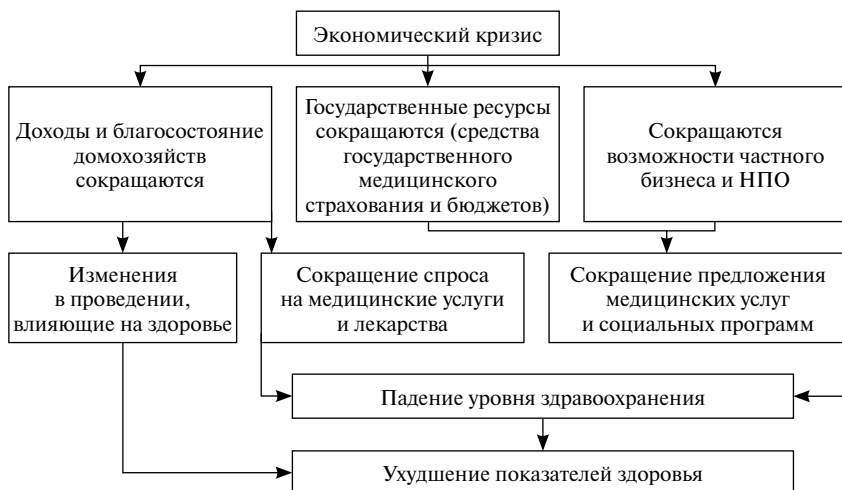 Экономический кризис
Доходы и благосостояние
домохозяйств
сокращаются
Государственные ресурсы
сокращаются (средства
государственного
медицинского
страхования и бюджетов)
Сокращаются
возможности частного
бизнеса и НПО
Изменения
в проведении,
влияющие на здоровье
Сокращение спроса
на медицинские услуги
и лекарства
Сокращение предложения
медицинских услуг
и социальных программ
Падение уровня здравоохранения
Ухудшение показателей здоровья